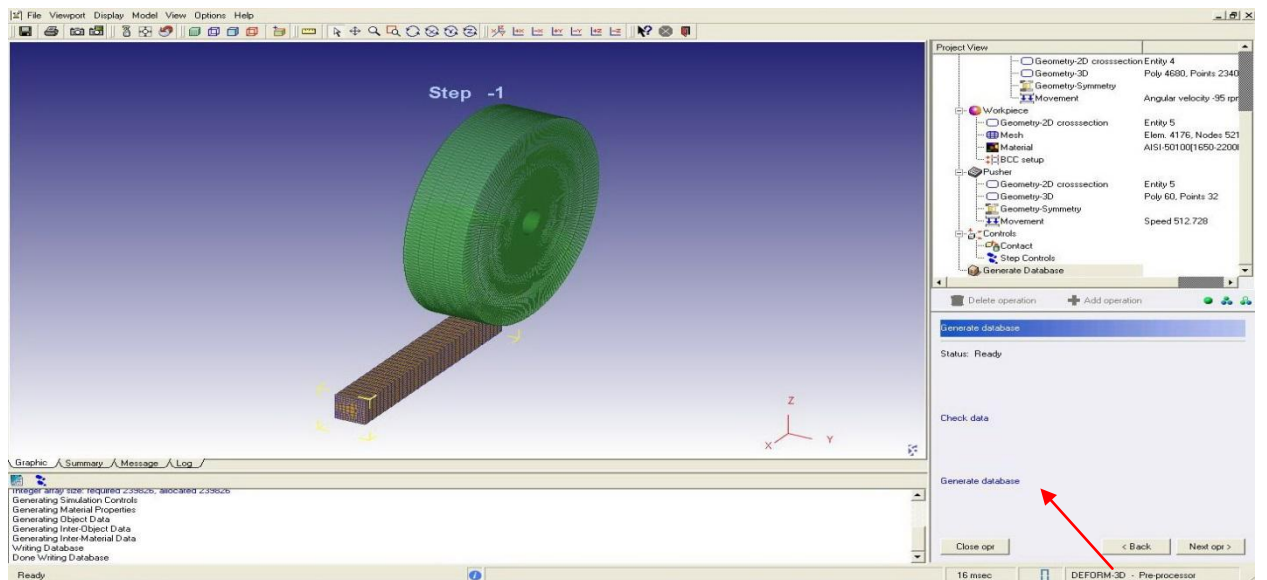 File Viewport Display Model View Options Help
Project View
Step -1
Geometry-2D crosssection Entity 4
Geometry-3D Poly 4680, Points 2340
Geometry-Symmetry
Movement Angular velocity -95 rpr
Workpiece
Geometry-2D crosssection Entity 5
Mesh Elem. 4176, Nodes 521
Material AISI-50100[1650-2200
BCC setup
Pusher
Geometry-2D crosssection Entity 5
Geometry-3D Poly 60, Points 32
Geometry-Symmetry
Movement Speed 512.728
Controls
Contact
Step Controls
Generate Database
Delete operation Add operation
Generate database
Status: Ready
Check data
Generate database
Close opr < Back Next opr >
Z
X Y
Graphic Summary Message Log
Integer array size: required 239826, allocated 239826
Generating Simulation Controls
Generating Material Properties
Generating Object Data
Generating Inter-Object Data
Generating Inter-Material Data
Writing Database
Done Writing Database
Ready 16 msec DEFORM-3D - Pre-processor